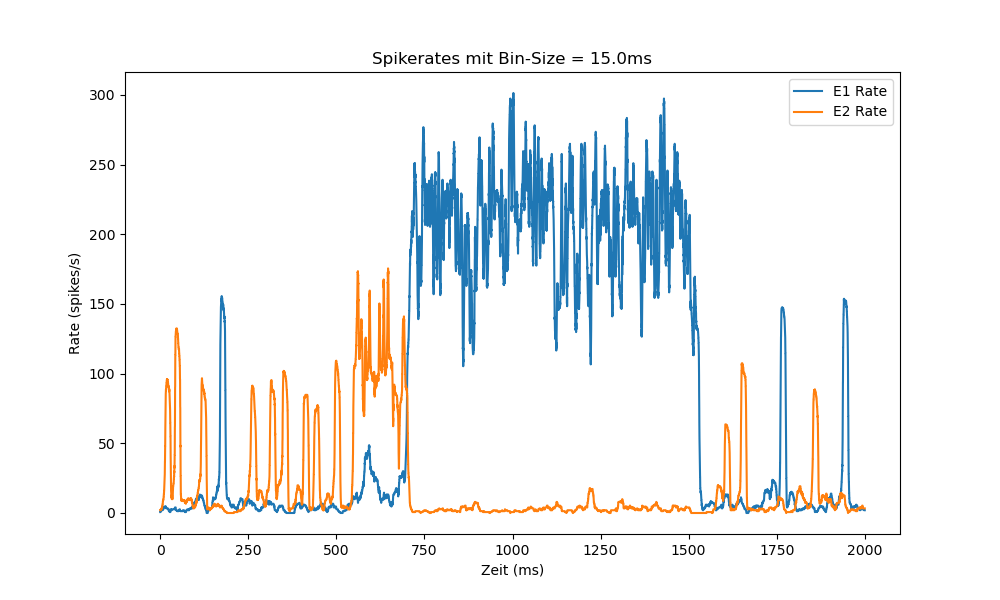 Spikerates mit Bin-Size = 15.0ms
E1 Rate
E2 Rate
300
250
200
150
100
50
0
Rate (spikes/s)
0 250 500 750 1000 1250 1500 1750 2000
Zeit (ms)